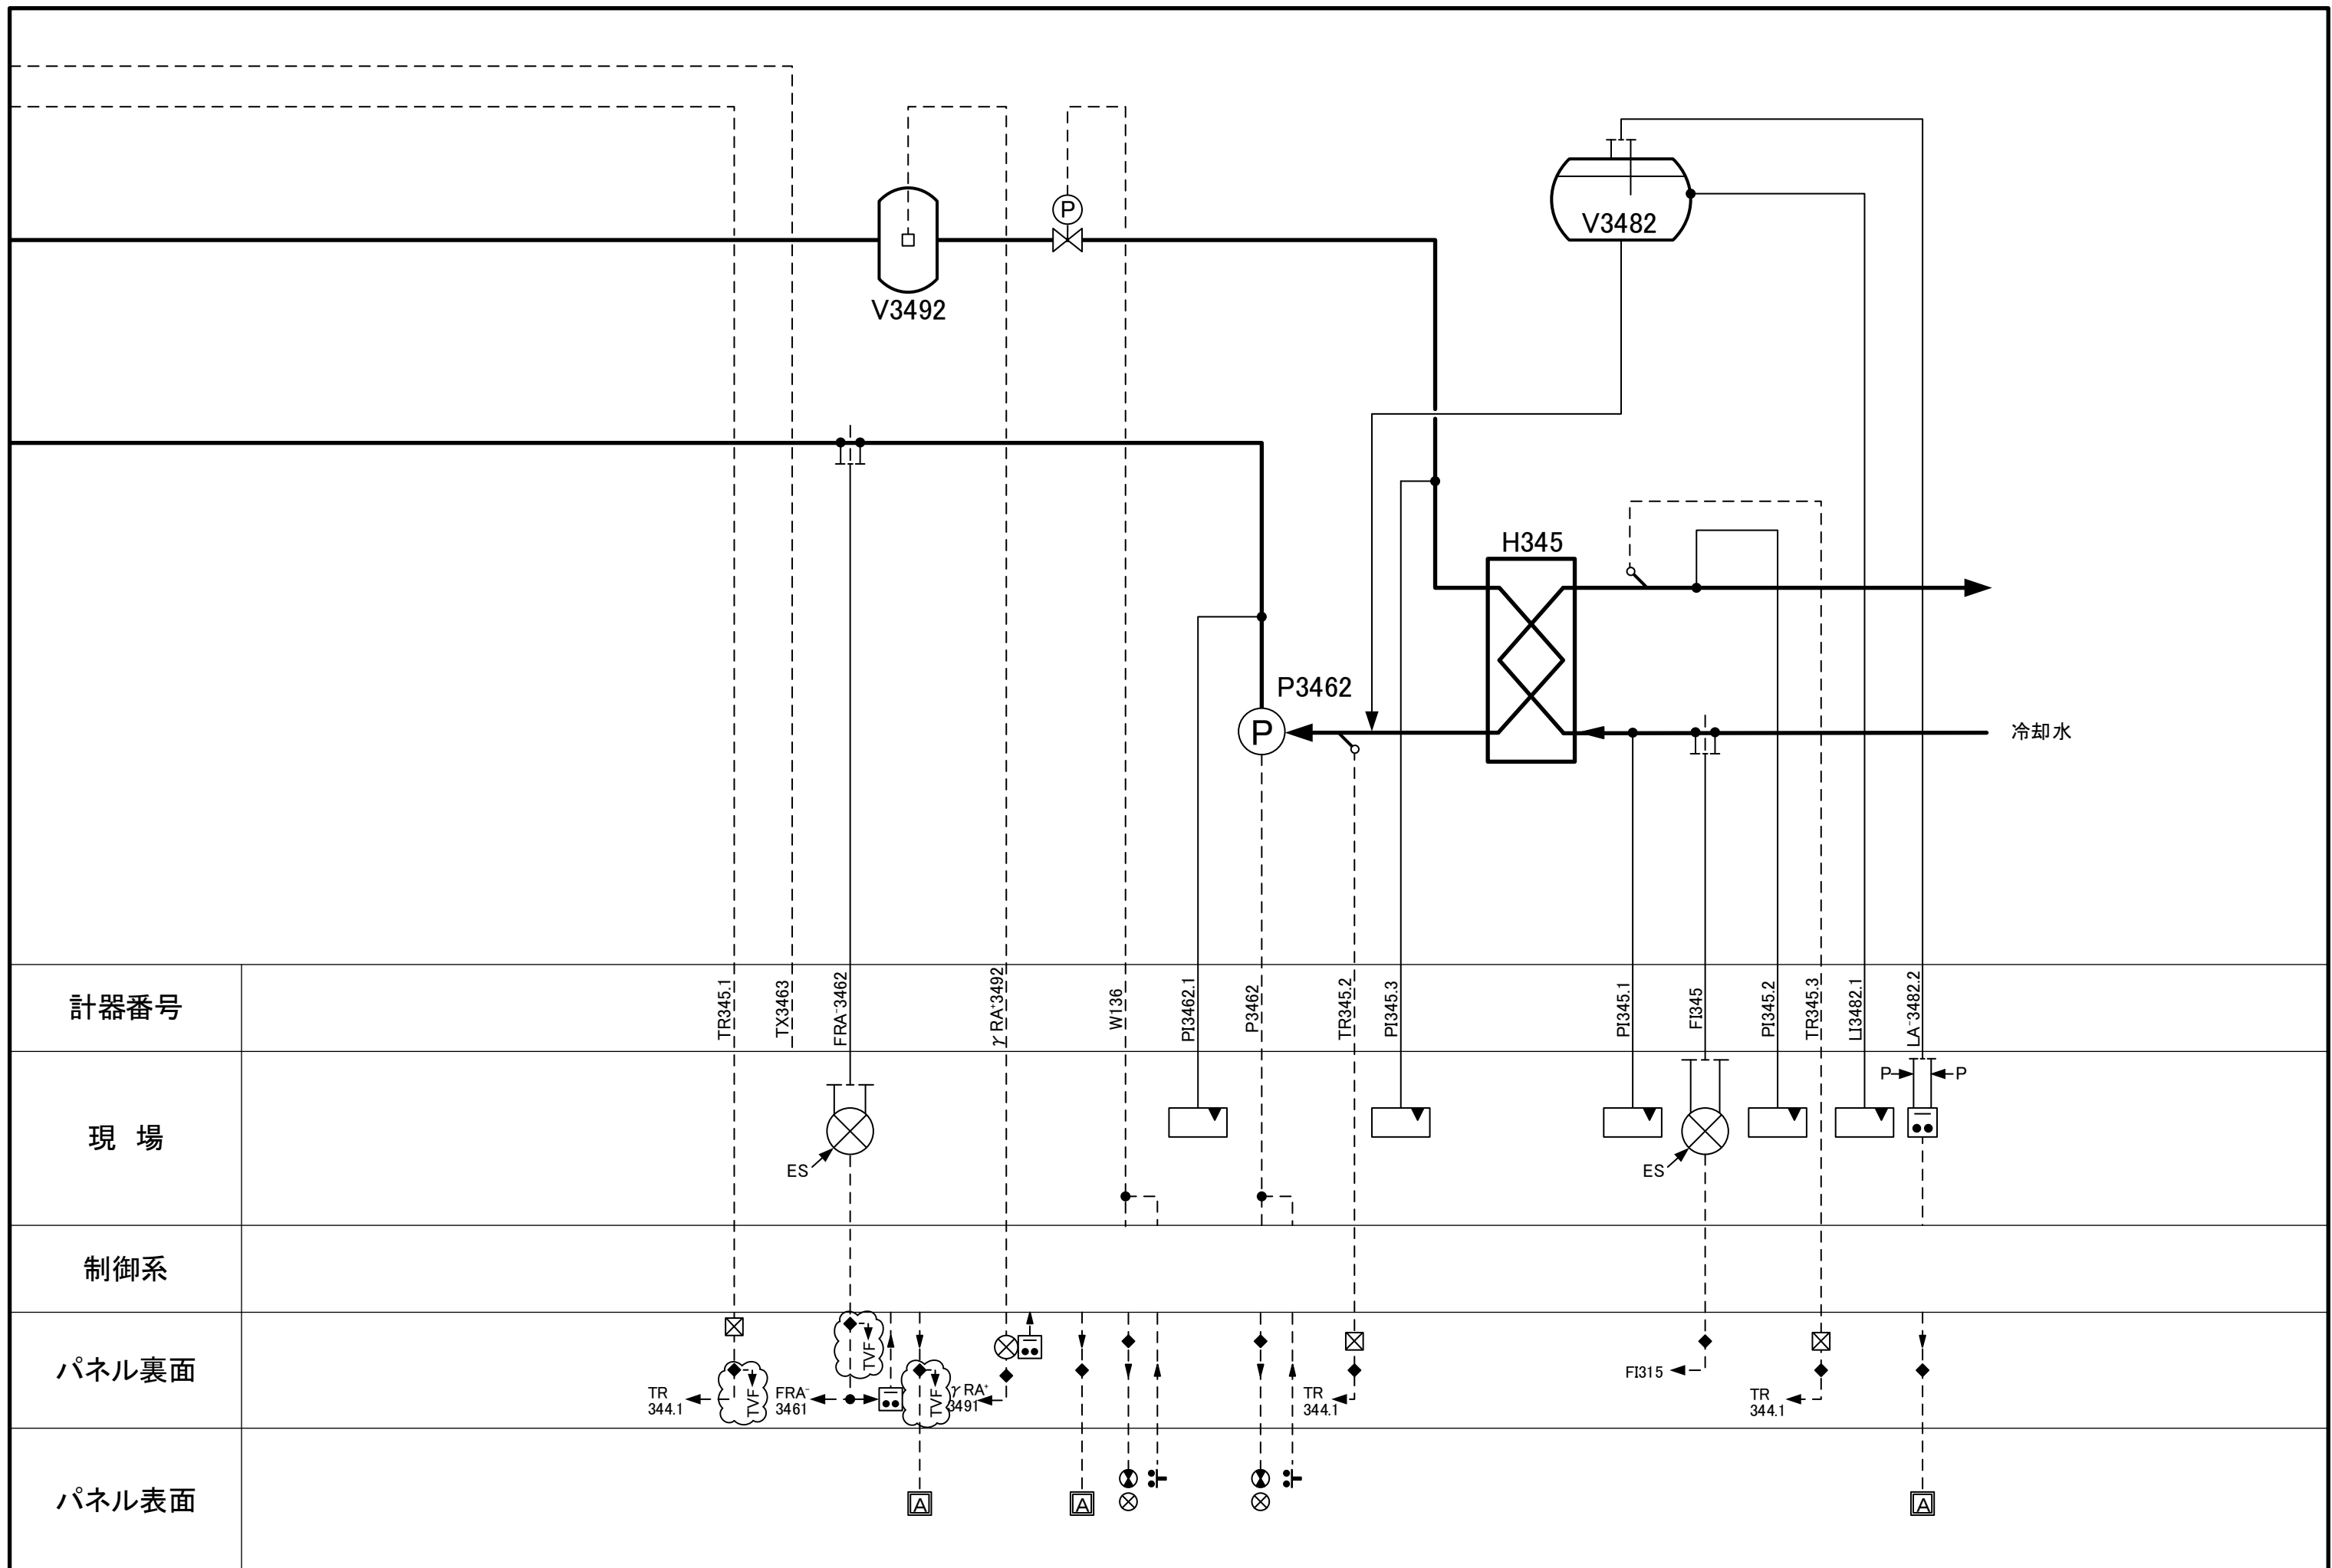 P
V3482
V3492
H345
P3462
P
冷却水
計器番号
TR345.1
TX3463
FRA⁻3462
γRA⁺3492
W136
PI3462.1
P3462
TR345.2
PI345.3
PI345.1
FI345
PI345.2
TR345.3
LI3482.1
LA⁻3482.2
現 場
P
P
ES
ES
制御系
パネル裏面
TVF
TVF
TVF
TR
344.1
FRA⁻
3461
γRA⁺
3491
TR
344.1
FI315
TR
344.1
パネル表面
A
A
A